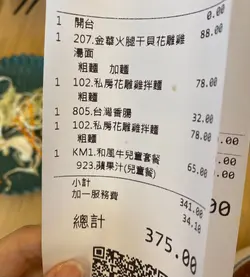 1 開台 0.00
1 207.金華火腿干貝花雕雞 88.00
湯麵
粗麵 加麵
1 102.私房花雕雞拌麵 78.00
粗麵
1 805.台灣香腸 32.00
1 102.私房花雕雞拌麵 78.00
粗麵
1 KM1.和風牛兒童套餐 65.00
923.蘋果汁(兒童餐)
小計 341.00
加一服務費 34.10
總計 375.00